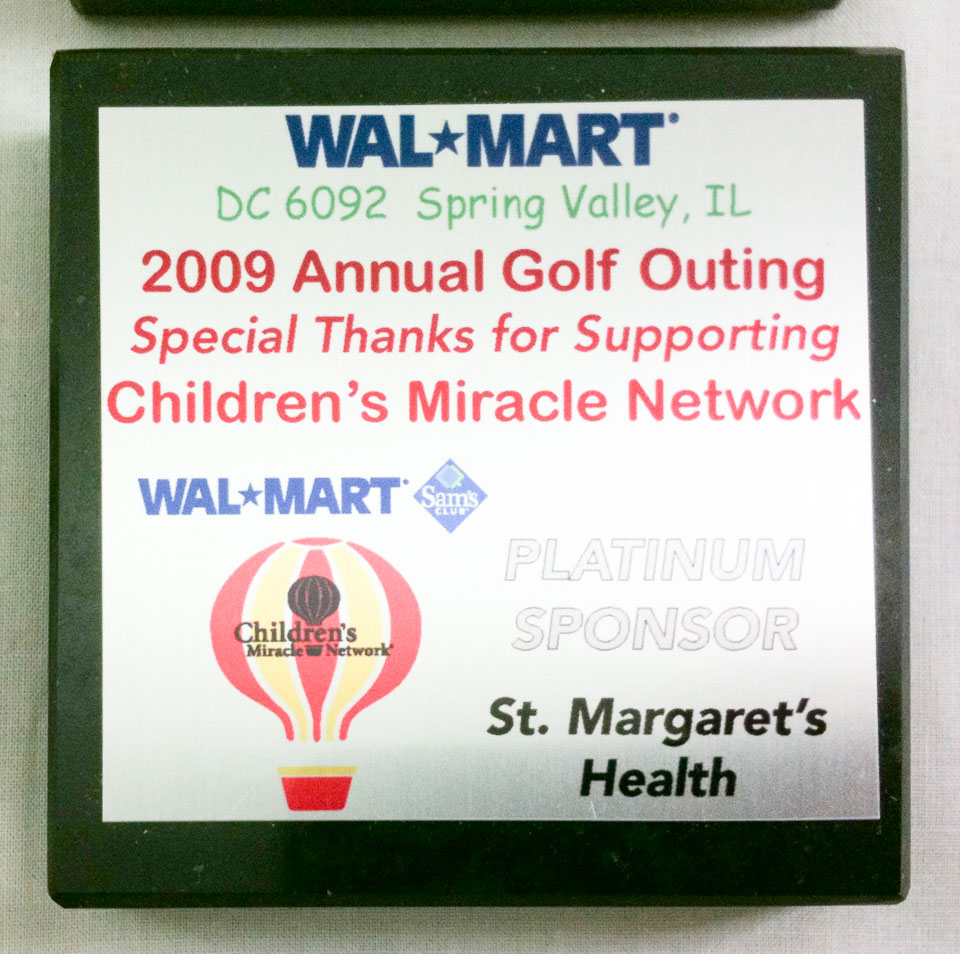 WAL★MART®
DC 6092 Spring Valley, IL
2009 Annual Golf Outing
Special Thanks for Supporting
Children's Miracle Network
WAL★MART®
Sam's
CLUB®
Children's
Miracle Network®
PLATINUM
SPONSOR
St. Margaret's
Health